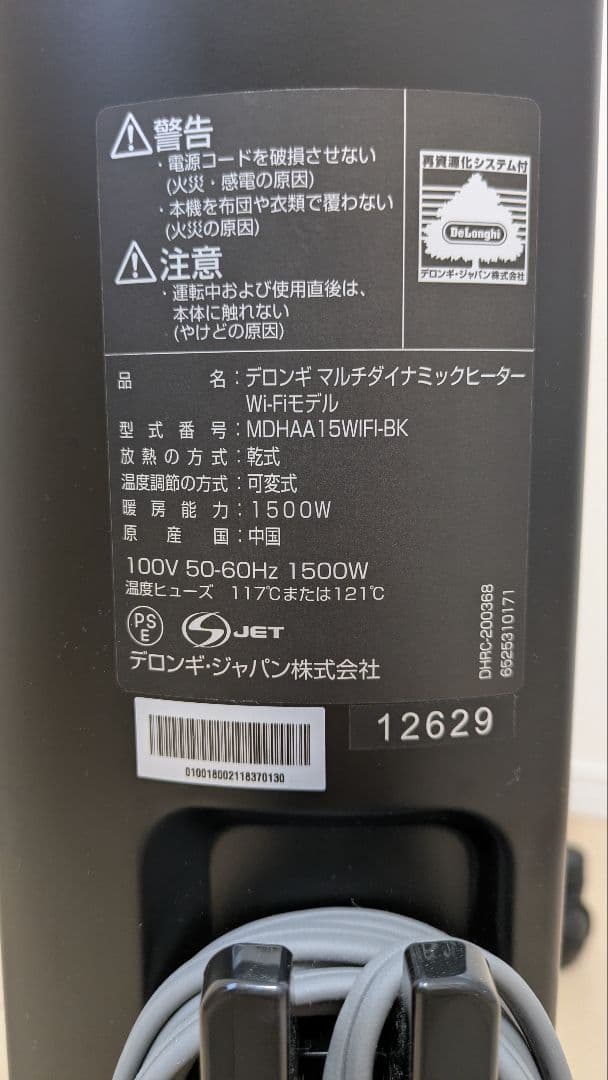 警告
・電源コードを破損させない
(火災・感電の原因)
・本機を布団や衣類で覆わない
(火災の原因)
注意
・運転中および使用直後は、
本体に触れない
(やけどの原因)
再資源化システム付
DeLonghi
デロンギ・ジャパン株式会社
品名：デロンギ マルチダイナミックヒーター
Wi-Fiモデル
型式番号：MDHAA15WIFI-BK
放熱の方式：乾式
温度調節の方式：可変式
暖房能力：1500W
原産国：中国
100V 50-60Hz 1500W
温度ヒューズ 117℃または121℃
PS
E
S JET
デロンギ・ジャパン株式会社
DHRC-200368
6525310171
010018002118370130
12629